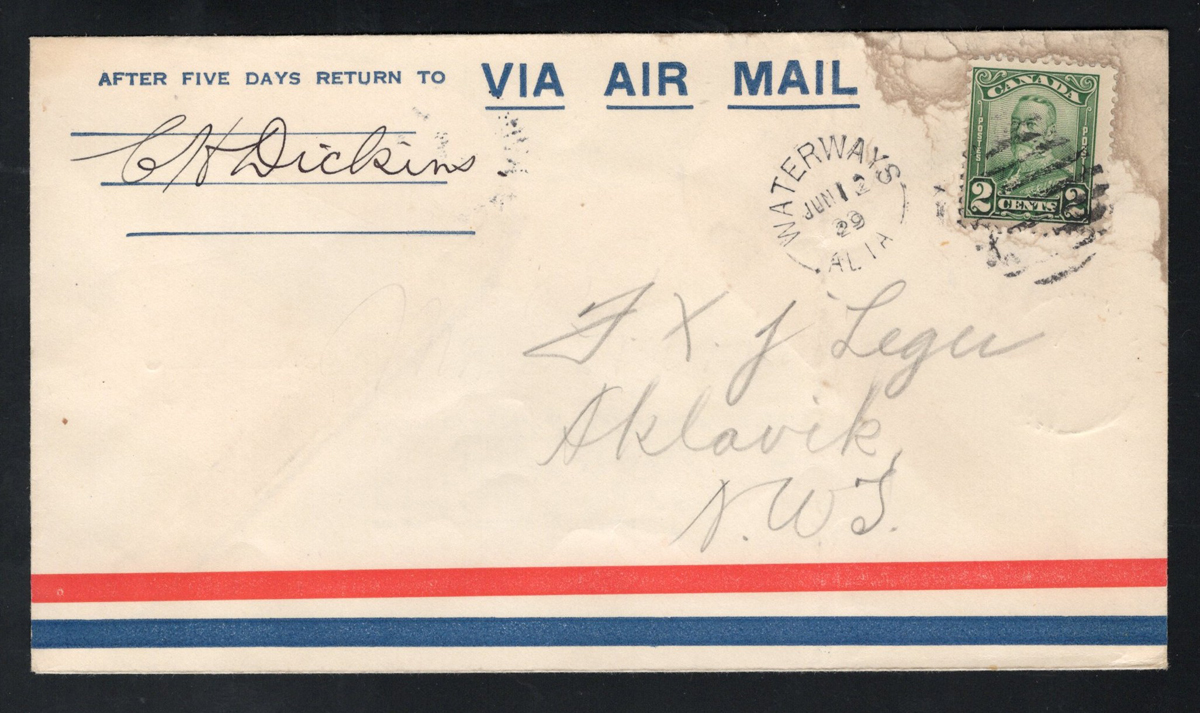 AFTER FIVE DAYS RETURN TO
VIA AIR MAIL
C H Dickins
CANADA
POSTES POSTAGE
2 CENTS 2
WATERWAYS
JUN 12
29
ALTA
F. X. J Leger
Aklavik
N.W.T.